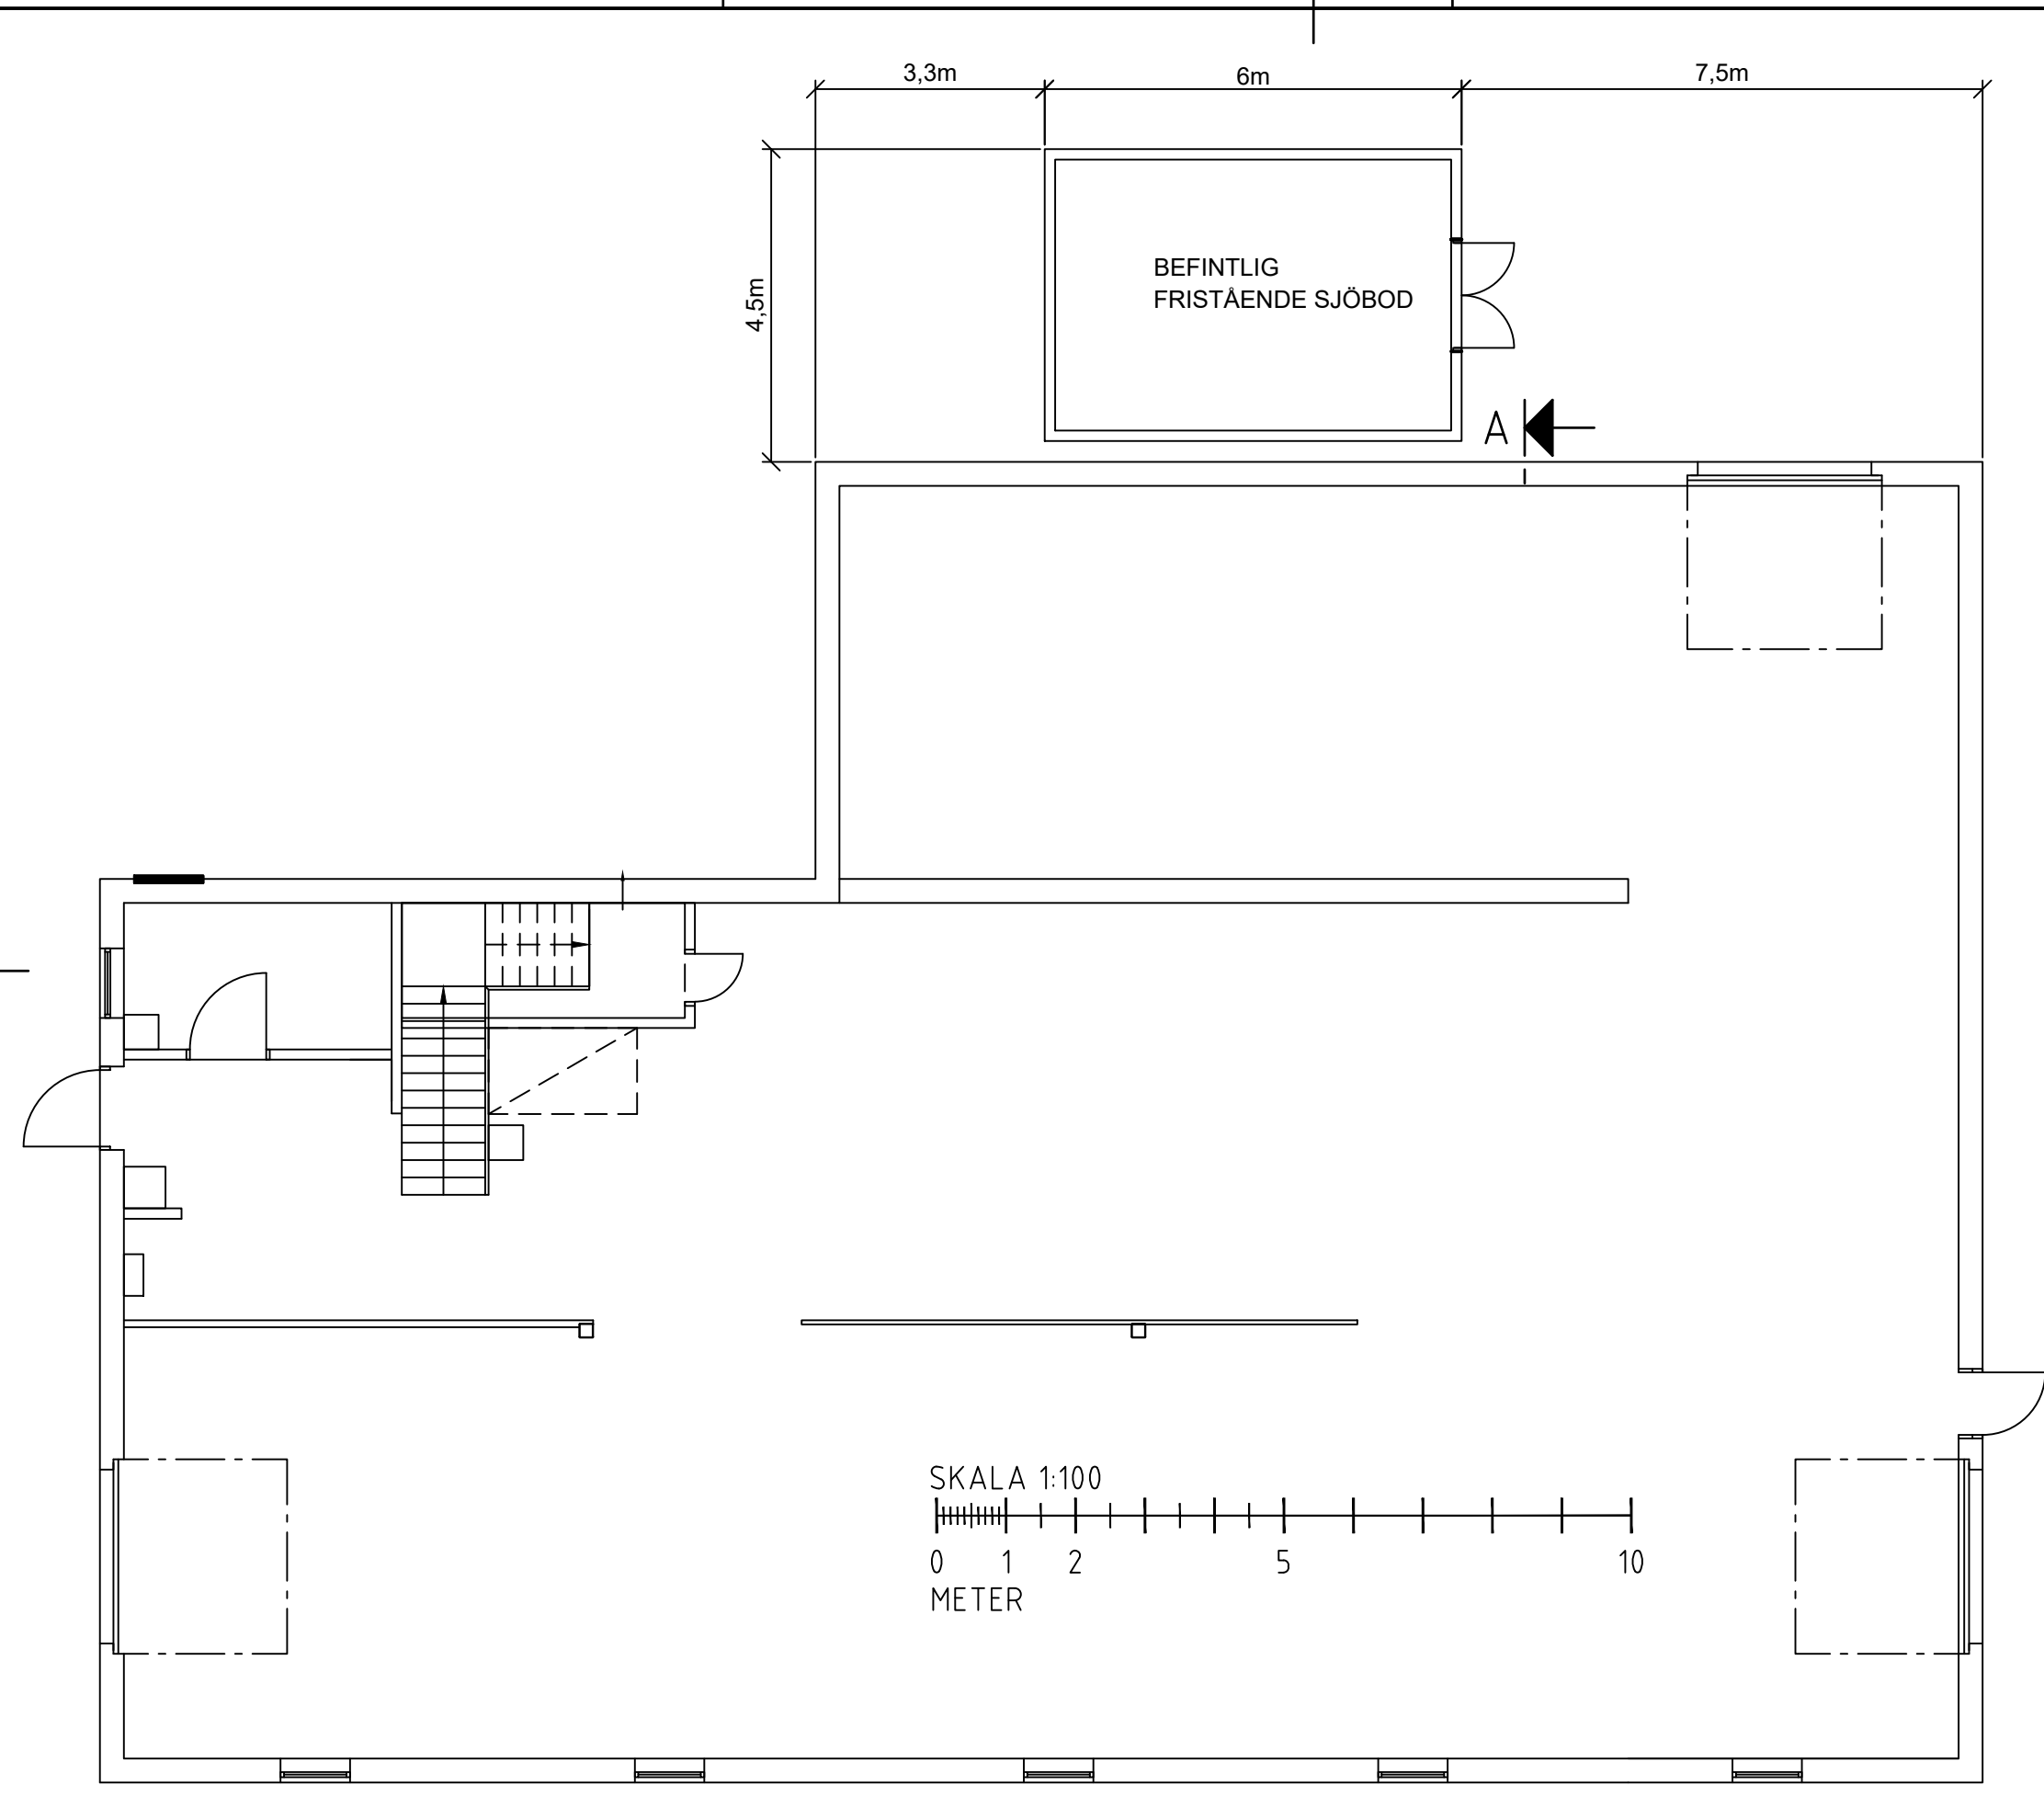 3,3m
6m
7,5m
4,5m
BEFINTLIG
FRISTÅENDE SJÖBOD
A
SKALA 1:100
0 1 2 5 10
METER